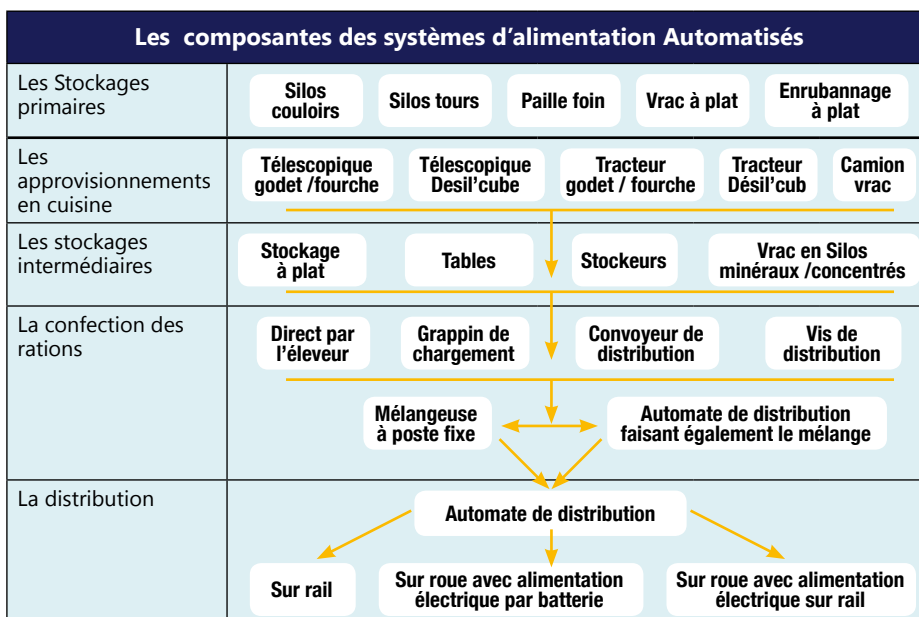 Les composantes des systèmes d'alimentation Automatisés
Les Stockages
primaires
Silos
couloirs
Silos tours
Paille foin
Vrac à plat
Enrubannage
à plat
Les
approvisionnements
en cuisine
Télescopique
godet /fourche
Télescopique
Desil'cube
Tracteur
godet / fourche
Tracteur
Désil'cub
Camion
vrac
Les stockages
intermédiaires
Stockage
à plat
Tables
Stockeurs
Vrac en Silos
minéraux /concentrés
La confection des
rations
Direct par
l'éleveur
Grappin de
chargement
Convoyeur de
distribution
Vis de
distribution
Mélangeuse
à poste fixe
Automate de distribution
faisant également le mélange
La distribution
Automate de distribution
Sur rail
Sur roue avec alimentation
électrique par batterie
Sur roue avec alimentation
électrique sur rail